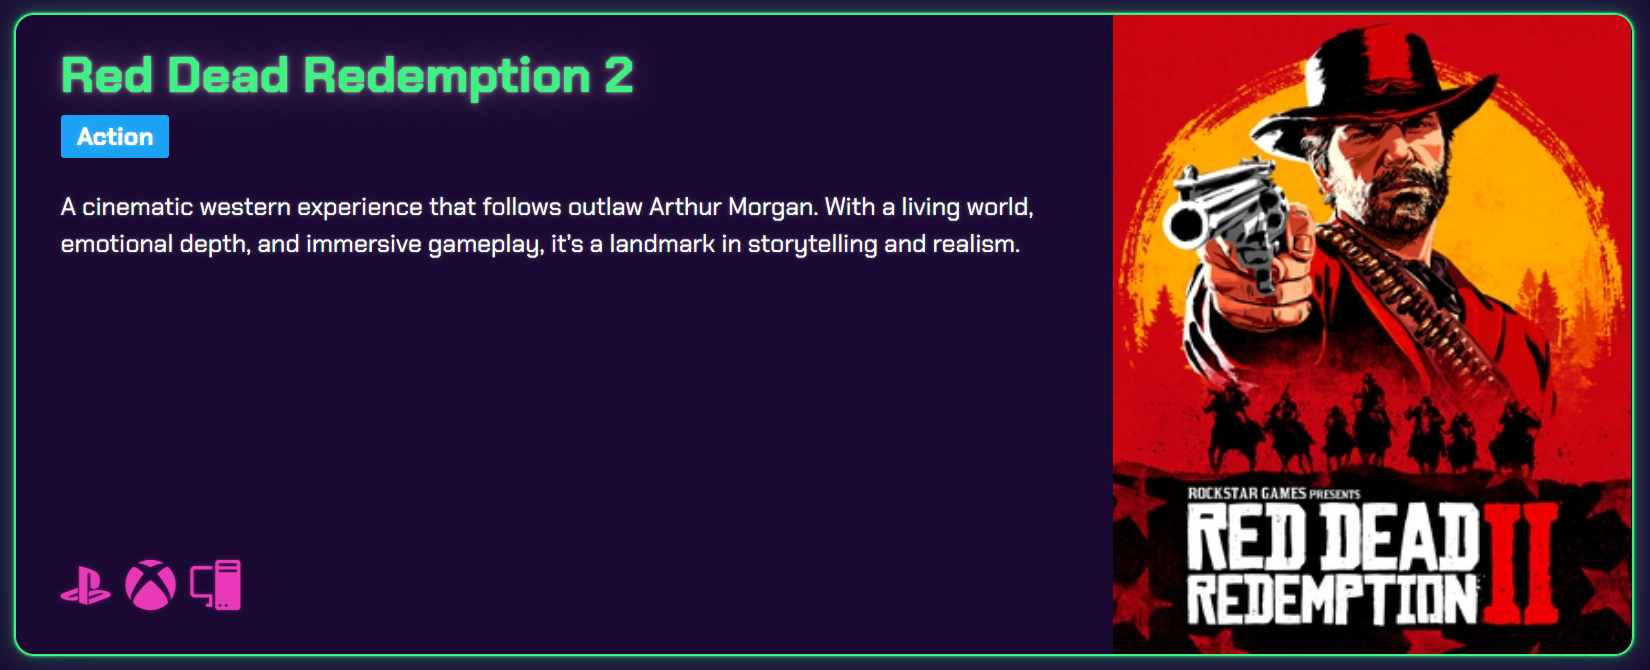 Red Dead Redemption 2
Action
A cinematic western experience that follows outlaw Arthur Morgan. With a living world,
emotional depth, and immersive gameplay, it's a landmark in storytelling and realism.
ROCKSTAR GAMES PRESENTS
RED DEAD
REDEMPTION II